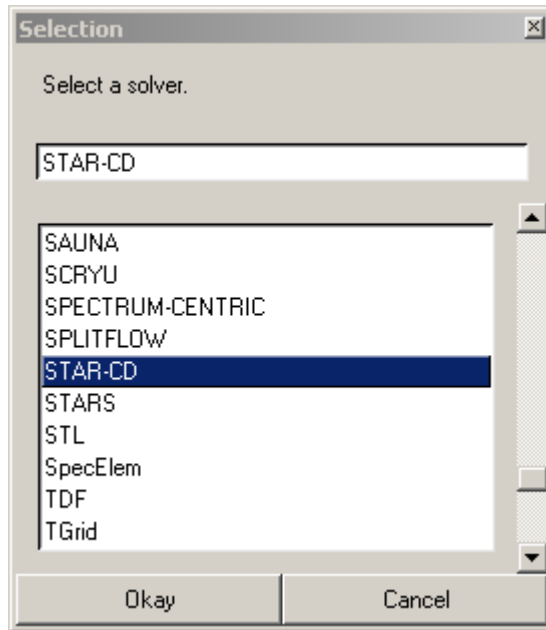 Selection
Select a solver.
STAR-CD
SAUNA
SCRYU
SPECTRUM-CENTRIC
SPLITFLOW
STAR-CD
STARS
STL
SpecElem
TDF
TGrid
Okay
Cancel